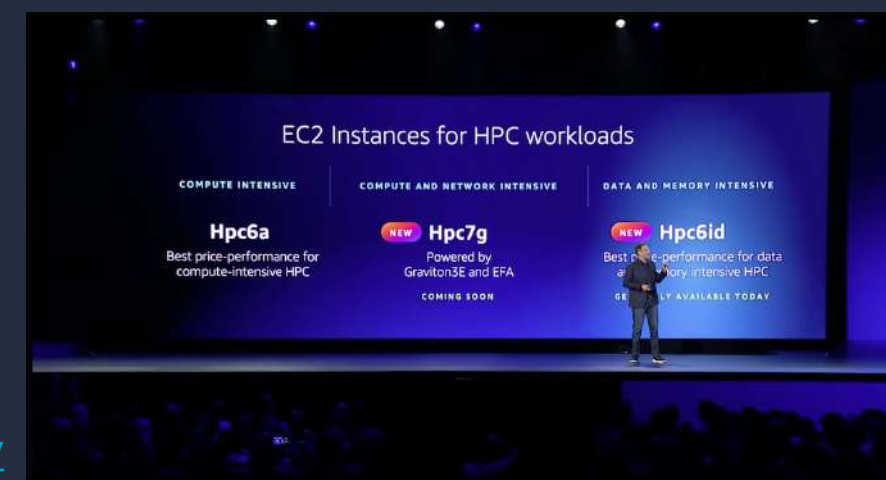 EC2 Instances for HPC workloads
COMPUTE INTENSIVE
Hpc6a
Best price-performance for
compute-intensive HPC
COMPUTE AND NETWORK INTENSIVE
NEW Hpc7g
Powered by
Graviton3E and EFA
COMING SOON
DATA AND MEMORY INTENSIVE
NEW Hpc6id
Best -performance for data
intensive HPC
AVAILABLE TODAY